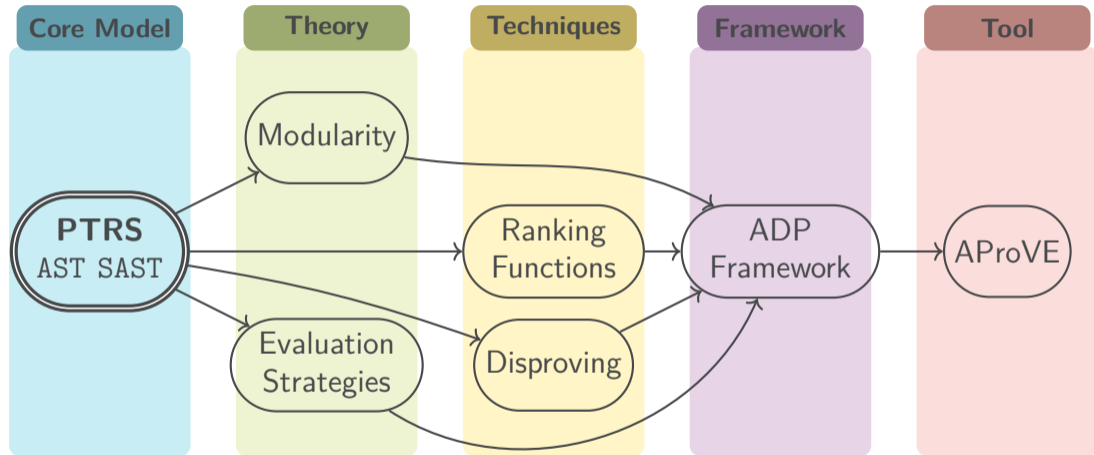 Core Model
Theory
Techniques
Framework
Tool
Modularity
PTRS
AST SAST
Ranking
Functions
ADP
Framework
AProVE
Evaluation
Strategies
Disproving